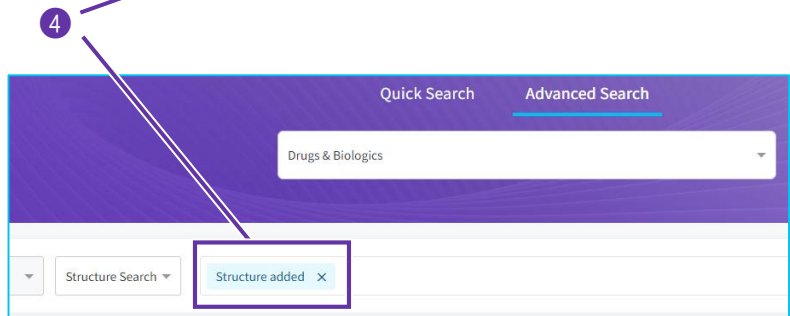 4
Quick Search Advanced Search
Drugs & Biologics
Structure Search Structure added ×